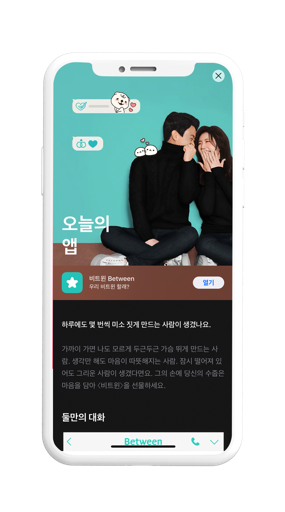 오늘의
앱
비트윈 Between
우리 비트윈 할래?
열기
하루에도 몇 번씩 미소 짓게 만드는 사람이 생겼나요.
가까이 가면 나도 모르게 두근두근 가슴 뛰게 만드는 사
람. 생각만 해도 마음이 따뜻해지는 사람. 잠시 떨어져 있
어도 그리운 사람이 생겼다면요. 그의 손에 당신의 수줍은
마음을 담아 <비트윈>을 선물하세요.
둘만의 대화
Between